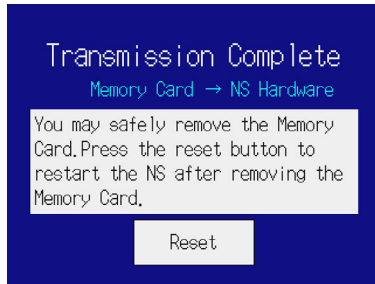 Transmission Complete
Memory Card → NS Hardware
You may safely remove the Memory
Card.Press the reset button to
restart the NS after removing the
Memory Card.
Reset